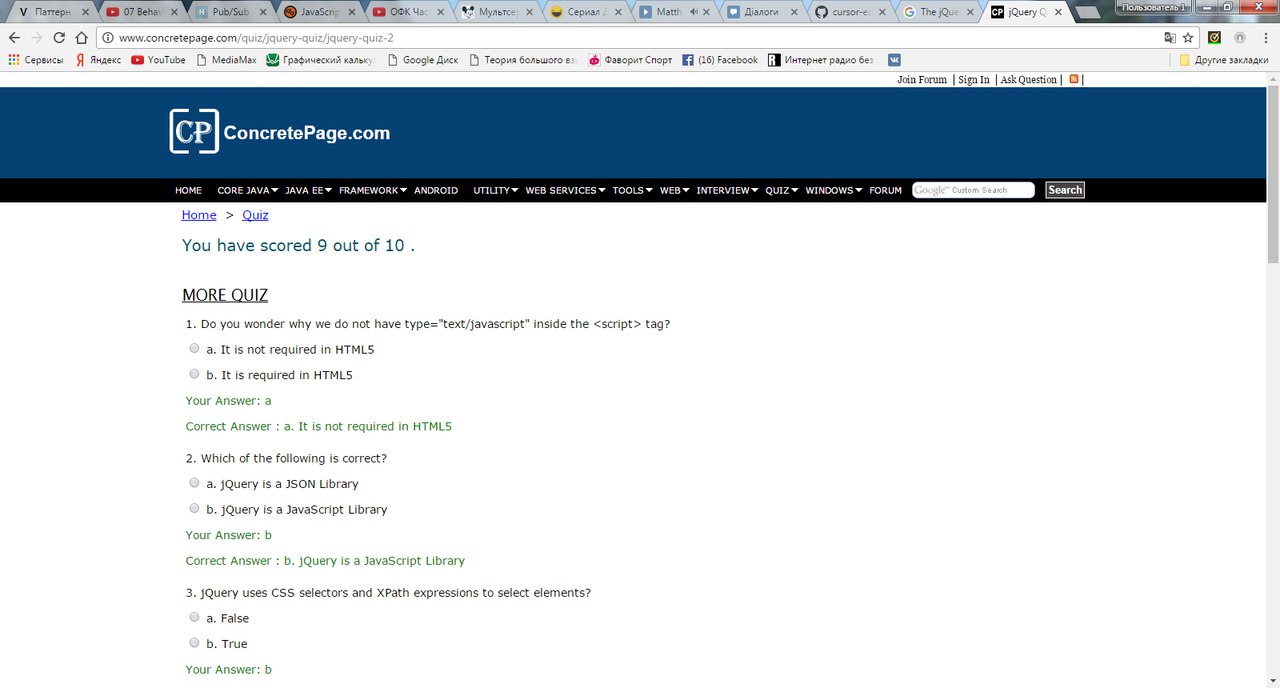 V Паттерн 07 Behav Pub/Sub JavaScrip ОФК Час Мультсе Сериал Д Matth Діалоги cursor-ec The jQue jQuery Q Пользователь 1
www.concretepage.com/quiz/jquery-quiz/jquery-quiz-2
Сервисы Яндекс YouTube MediaMax Графический кальку Google Диск Теория большого вз Фаворит Спорт (16) Facebook Интернет радио без Другие закладки
Join Forum | Sign In | Ask Question | |
CP ConcretePage.com
HOME CORE JAVA JAVA EE FRAMEWORK ANDROID UTILITY WEB SERVICES TOOLS WEB INTERVIEW QUIZ WINDOWS FORUM Google™ Custom Search Search
Home > Quiz
You have scored 9 out of 10 .
MORE QUIZ
1. Do you wonder why we do not have type="text/javascript" inside the <script> tag?
a. It is not required in HTML5
b. It is required in HTML5
Your Answer: a
Correct Answer : a. It is not required in HTML5
2. Which of the following is correct?
a. jQuery is a JSON Library
b. jQuery is a JavaScript Library
Your Answer: b
Correct Answer : b. jQuery is a JavaScript Library
3. jQuery uses CSS selectors and XPath expressions to select elements?
a. False
b. True
Your Answer: b